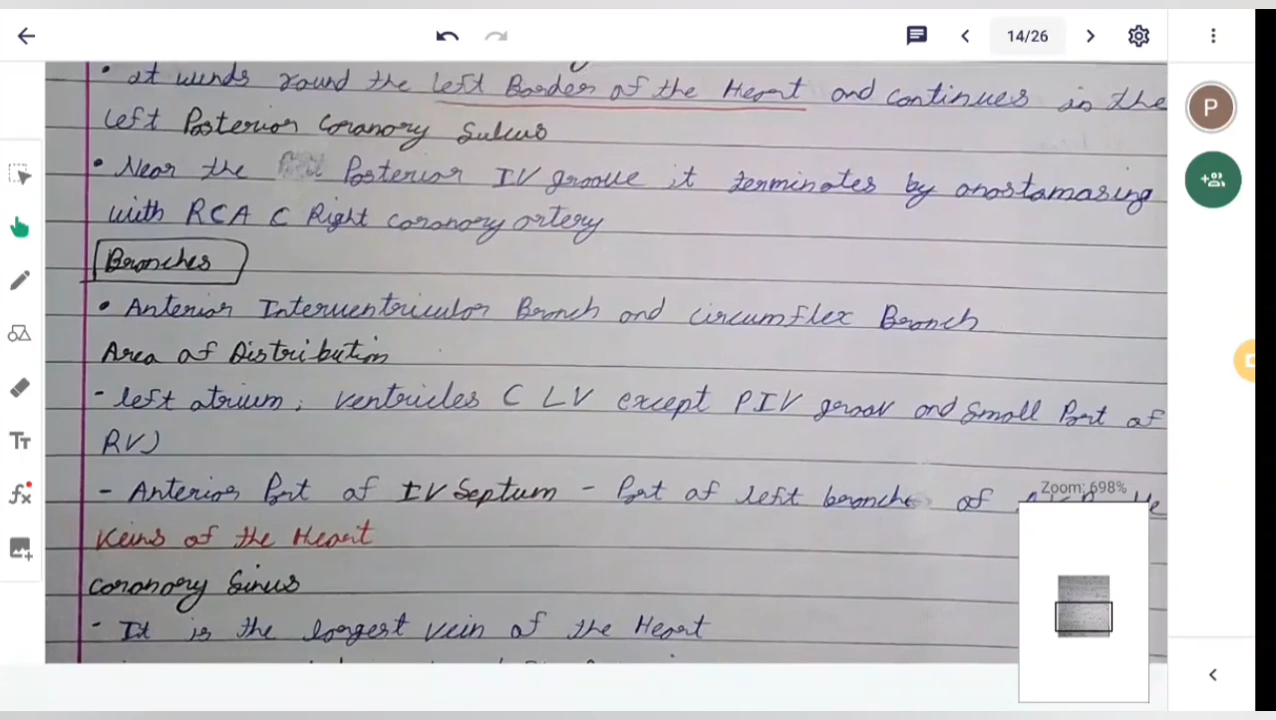 14/26
P
• It winds round the left Border of the Heart and continues in the
left Posterior Coronary Sulcus
• Near the Posterior IV groove it terminates by anastamasing
with RCA ( Right coronary artery
Branches
• Anterior Interventricular Branch and circumflex Branch
Area of Distribution
- left atrium, ventricles ( LV except PIV groov and small Part of
RV)
- Anterior Part of IV Septum - Part of left branche of
Veins of the Heart
Coronary Sinus
- It is the largest vein of the Heart
Tт
fx
Zoom: 698%